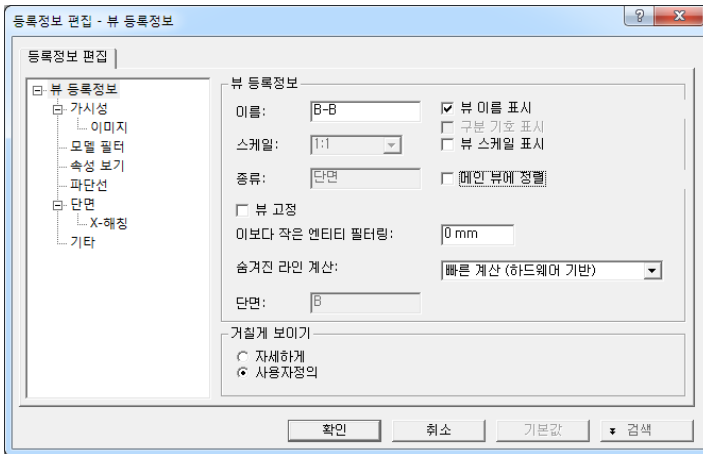 등록정보 편집 - 뷰 등록정보
등록정보 편집
뷰 등록정보
가시성
이미지
모델 필터
속성 보기
파단선
단면
X-해칭
기타
뷰 등록정보
이름: B-B 뷰 이름 표시
구분 기호 표시
스케일: 1:1 뷰 스케일 표시
종류: 단면 메인 뷰에 정렬
뷰 고정
이보다 작은 엔티티 필터링: 0 mm
숨겨진 라인 계산: 빠른 계산 (하드웨어 기반)
단면: B
거칠게 보이기
자세하게
사용자정의
확인 취소 기본값 검색